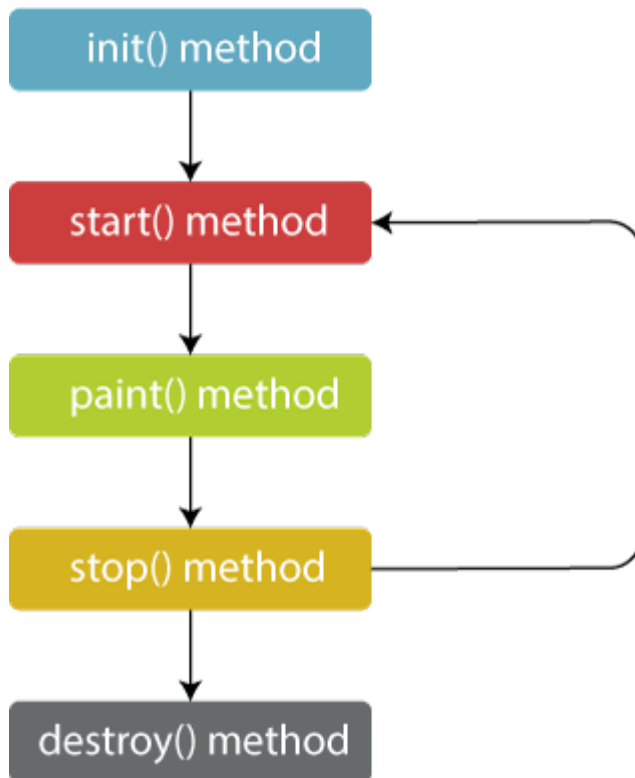 init() method
start() method
paint() method
stop() method
destroy() method